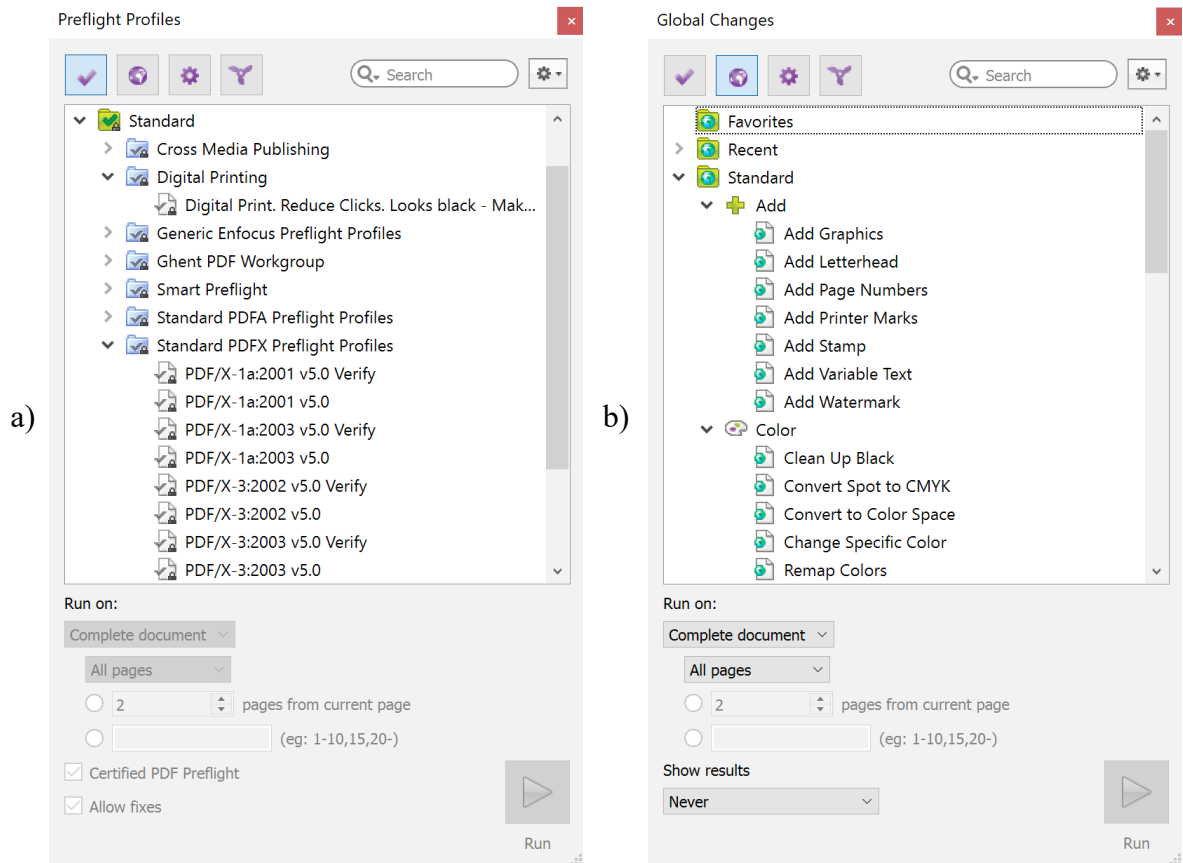 a)
Preflight Profiles
Search
Standard
Cross Media Publishing
Digital Printing
Digital Print. Reduce Clicks. Looks black - Mak...
Generic Enfocus Preflight Profiles
Ghent PDF Workgroup
Smart Preflight
Standard PDFA Preflight Profiles
Standard PDFX Preflight Profiles
PDF/X-1a:2001 v5.0 Verify
PDF/X-1a:2001 v5.0
PDF/X-1a:2003 v5.0 Verify
PDF/X-1a:2003 v5.0
PDF/X-3:2002 v5.0 Verify
PDF/X-3:2002 v5.0
PDF/X-3:2003 v5.0 Verify
PDF/X-3:2003 v5.0
Run on:
Complete document
All pages
2 pages from current page
(eg: 1-10,15,20-)
Certified PDF Preflight
Allow fixes
Run
b)
Global Changes
Search
Favorites
Recent
Standard
Add
Add Graphics
Add Letterhead
Add Page Numbers
Add Printer Marks
Add Stamp
Add Variable Text
Add Watermark
Color
Clean Up Black
Convert Spot to CMYK
Convert to Color Space
Change Specific Color
Remap Colors
Run on:
Complete document
All pages
2 pages from current page
(eg: 1-10,15,20-)
Show results
Never
Run